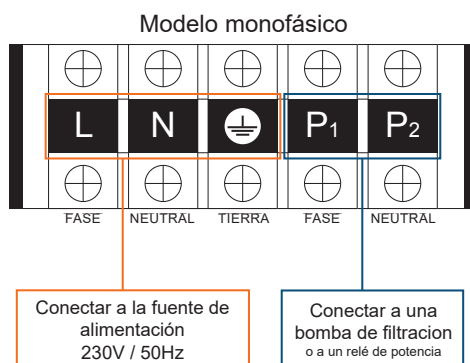 Modelo monofásico
L N P1 P2
FASE NEUTRAL TIERRA FASE NEUTRAL
Conectar a la fuente de
alimentación
230V / 50Hz
Conectar a una
bomba de filtracion
o a un relé de potencia